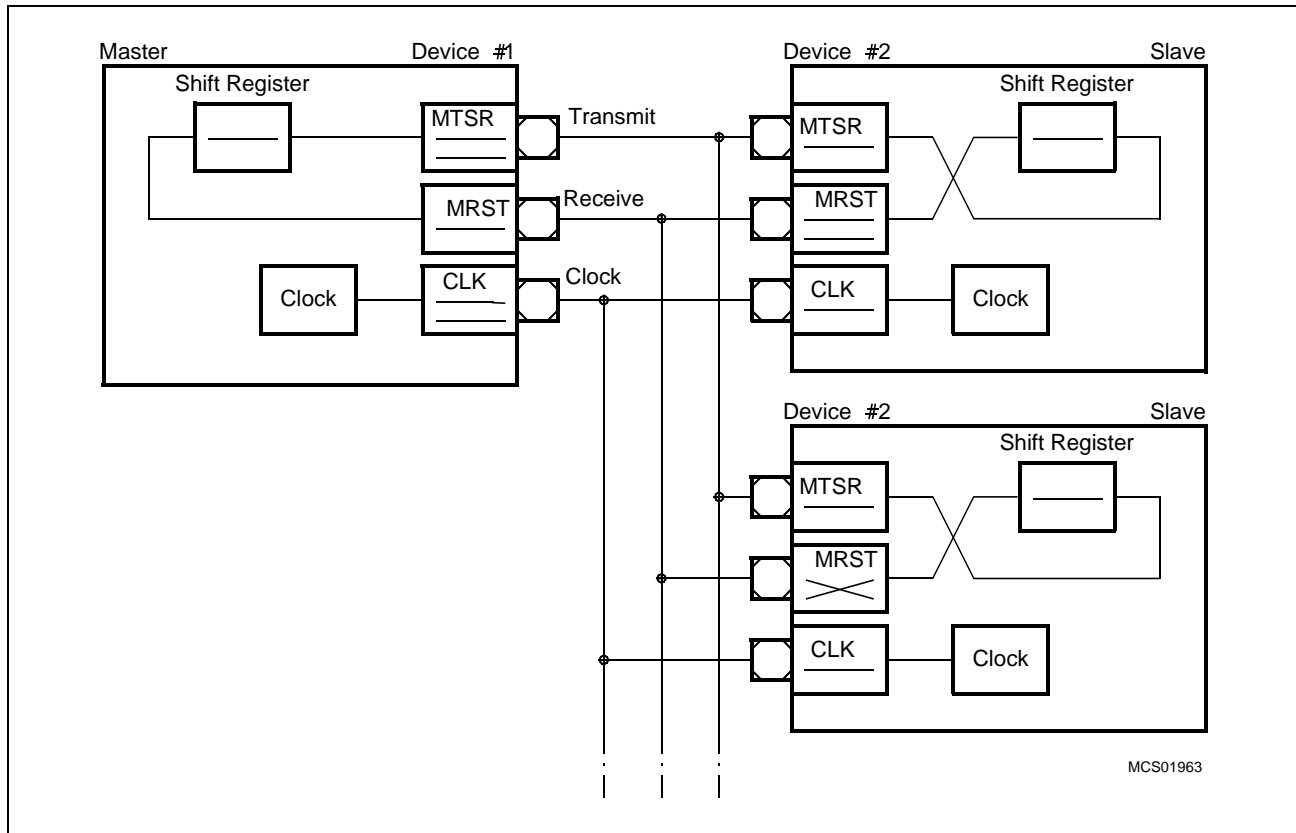 Master Device #1
Shift Register
MTSR
Transmit
MRST
Receive
Clock
CLK
Clock
Device #2 Slave
Shift Register
MTSR
MRST
CLK
Clock
Device #2 Slave
Shift Register
MTSR
MRST
CLK
Clock
MCS01963